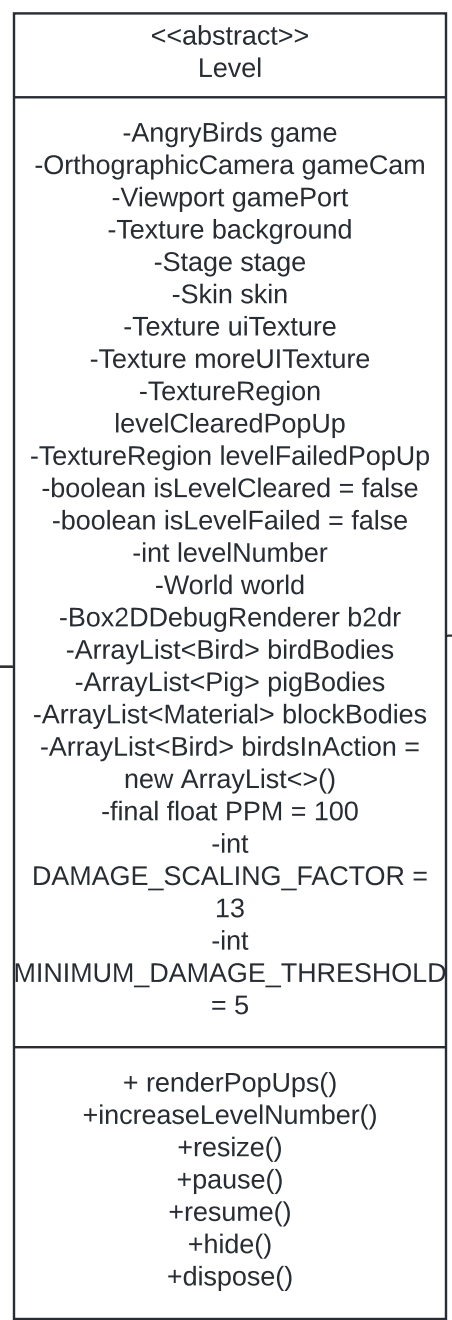 <<abstract>>
Level
-AngryBirds game
-OrthographicCamera gameCam
-Viewport gamePort
-Texture background
-Stage stage
-Skin skin
-Texture uiTexture
-Texture moreUITexture
-TextureRegion
levelClearedPopUp
-TextureRegion levelFailedPopUp
-boolean isLevelCleared = false
-boolean isLevelFailed = false
-int levelNumber
-World world
-Box2DDebugRenderer b2dr
-ArrayList<Bird> birdBodies
-ArrayList<Pig> pigBodies
-ArrayList<Material> blockBodies
-ArrayList<Bird> birdsInAction =
new ArrayList<>()
-final float PPM = 100
-int
DAMAGE_SCALING_FACTOR =
13
-int
MINIMUM_DAMAGE_THRESHOLD
= 5
+ renderPopUps()
+increaseLevelNumber()
+resize()
+pause()
+resume()
+hide()
+dispose()